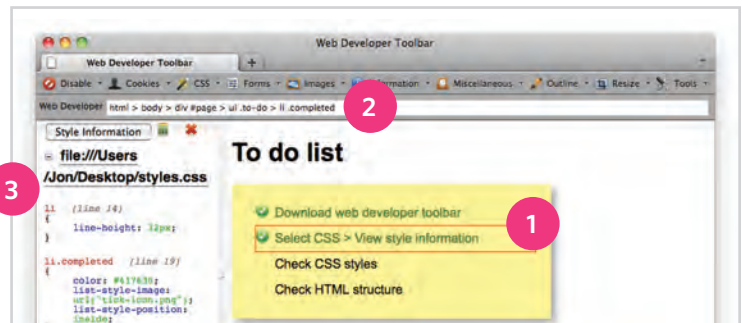 Web Developer Toolbar
Web Developer Toolbar +
Disable Cookies CSS Forms Images Information Miscellaneous Outline Resize Tools
Web Developer html > body > div #page > ul .to-do > li .completed
2
Style Information
file:///Users
/Jon/Desktop/styles.css
3
li (line 14)
{
line-height: 32px;
}
li.completed (line 19)
{
color: #417635;
list-style-image:
url("tick-icon.png");
list-style-position:
inside;
To do list
Download web developer toolbar
Select CSS > View style information
1
Check CSS styles
Check HTML structure